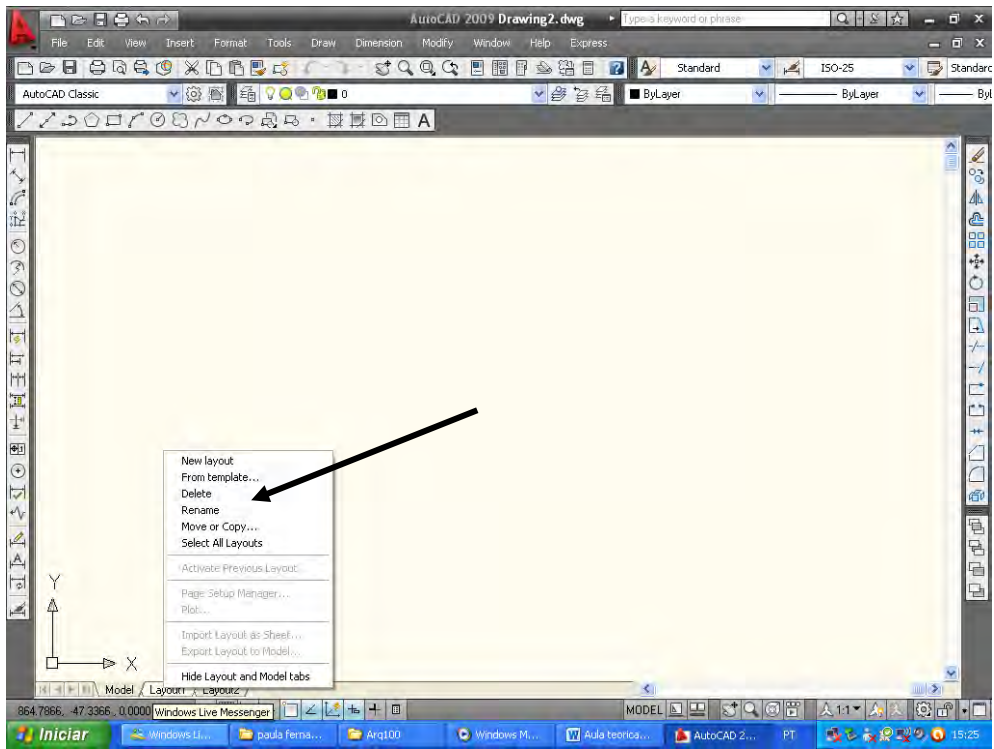 AutoCAD 2009 Drawing2.dwg
Type a keyword or phrase
File Edit View Insert Format Tools Draw Dimension Modify Window Help Express
Standard
ISO-25
Standard
AutoCAD Classic
0
ByLayer
ByLayer
Byl
A
New layout
From template...
Delete
Rename
Move or Copy...
Select All Layouts
Activate Previous Layout
Page Setup Manager...
Plot...
Import Layout as Sheet...
Export Layout to Model...
Hide Layout and Model tabs
Y
X
Model Layout1 Layout2
864.7866, -47.3366, 0.0000
Windows Live Messenger
MODEL
1:1
Iniciar
Windows Li...
paula ferna...
Arq100
Windows M...
Aula teorica...
AutoCAD 2...
PT
15:25